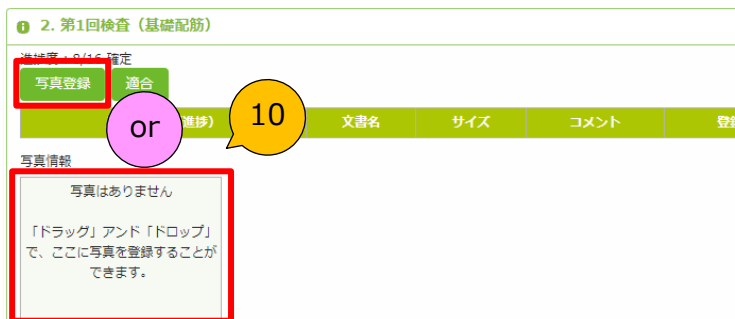 2. 第1回検査（基礎配筋）
進捗度：8/16 確定
写真登録 適合
or 進捗） 10 文書名 サイズ コメント
写真情報
写真はありません
「ドラッグ」アンド「ドロップ」
で、ここに写真を登録することが
できます。